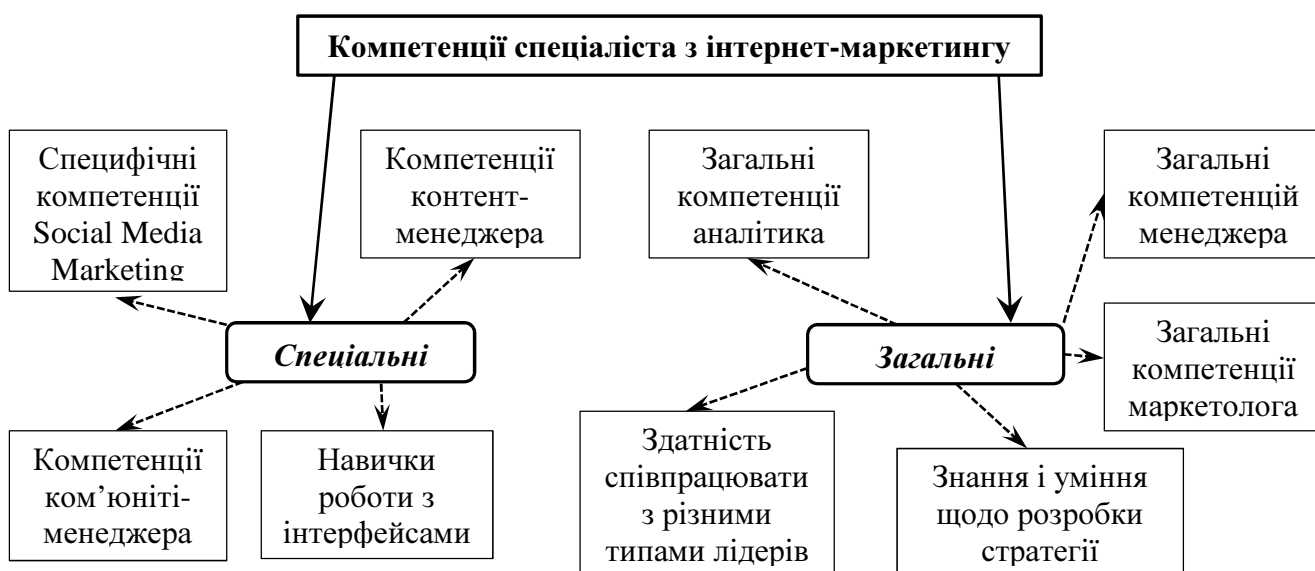 Компетенції спеціаліста з інтернет-маркетингу
Специфічні
компетенції
Social Media
Marketing
Компетенції
контент-
менеджера
Загальні
компетенції
аналітика
Загальні
компетенцій
менеджера
Спеціальні
Загальні
Загальні
компетенції
маркетолога
Компетенції
ком’юніті-
менеджера
Навички
роботи з
інтерфейсами
Здатність
співпрацювати
з різними
типами лідерів
Знання і уміння
щодо розробки
стратегії